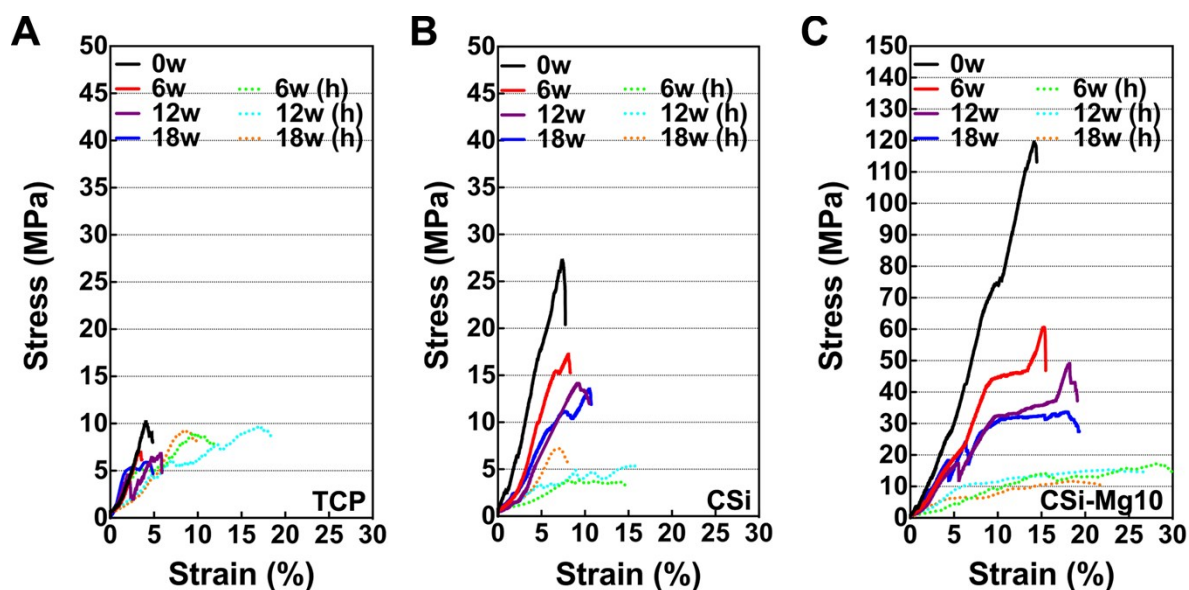 A
Stress (MPa)
50
45
40
35
30
25
20
15
10
5
0
0w
6w
12w
18w
6w (h)
12w (h)
18w (h)
TCP
0 5 10 15 20 25 30
Strain (%)
B
Stress (MPa)
50
45
40
35
30
25
20
15
10
5
0
0w
6w
12w
18w
6w (h)
12w (h)
18w (h)
CSi
0 5 10 15 20 25 30
Strain (%)
C
Stress (MPa)
150
140
130
120
110
100
90
80
70
60
50
40
30
20
10
0
0w
6w
12w
18w
6w (h)
12w (h)
18w (h)
CSi-Mg10
0 5 10 15 20 25 30
Strain (%)